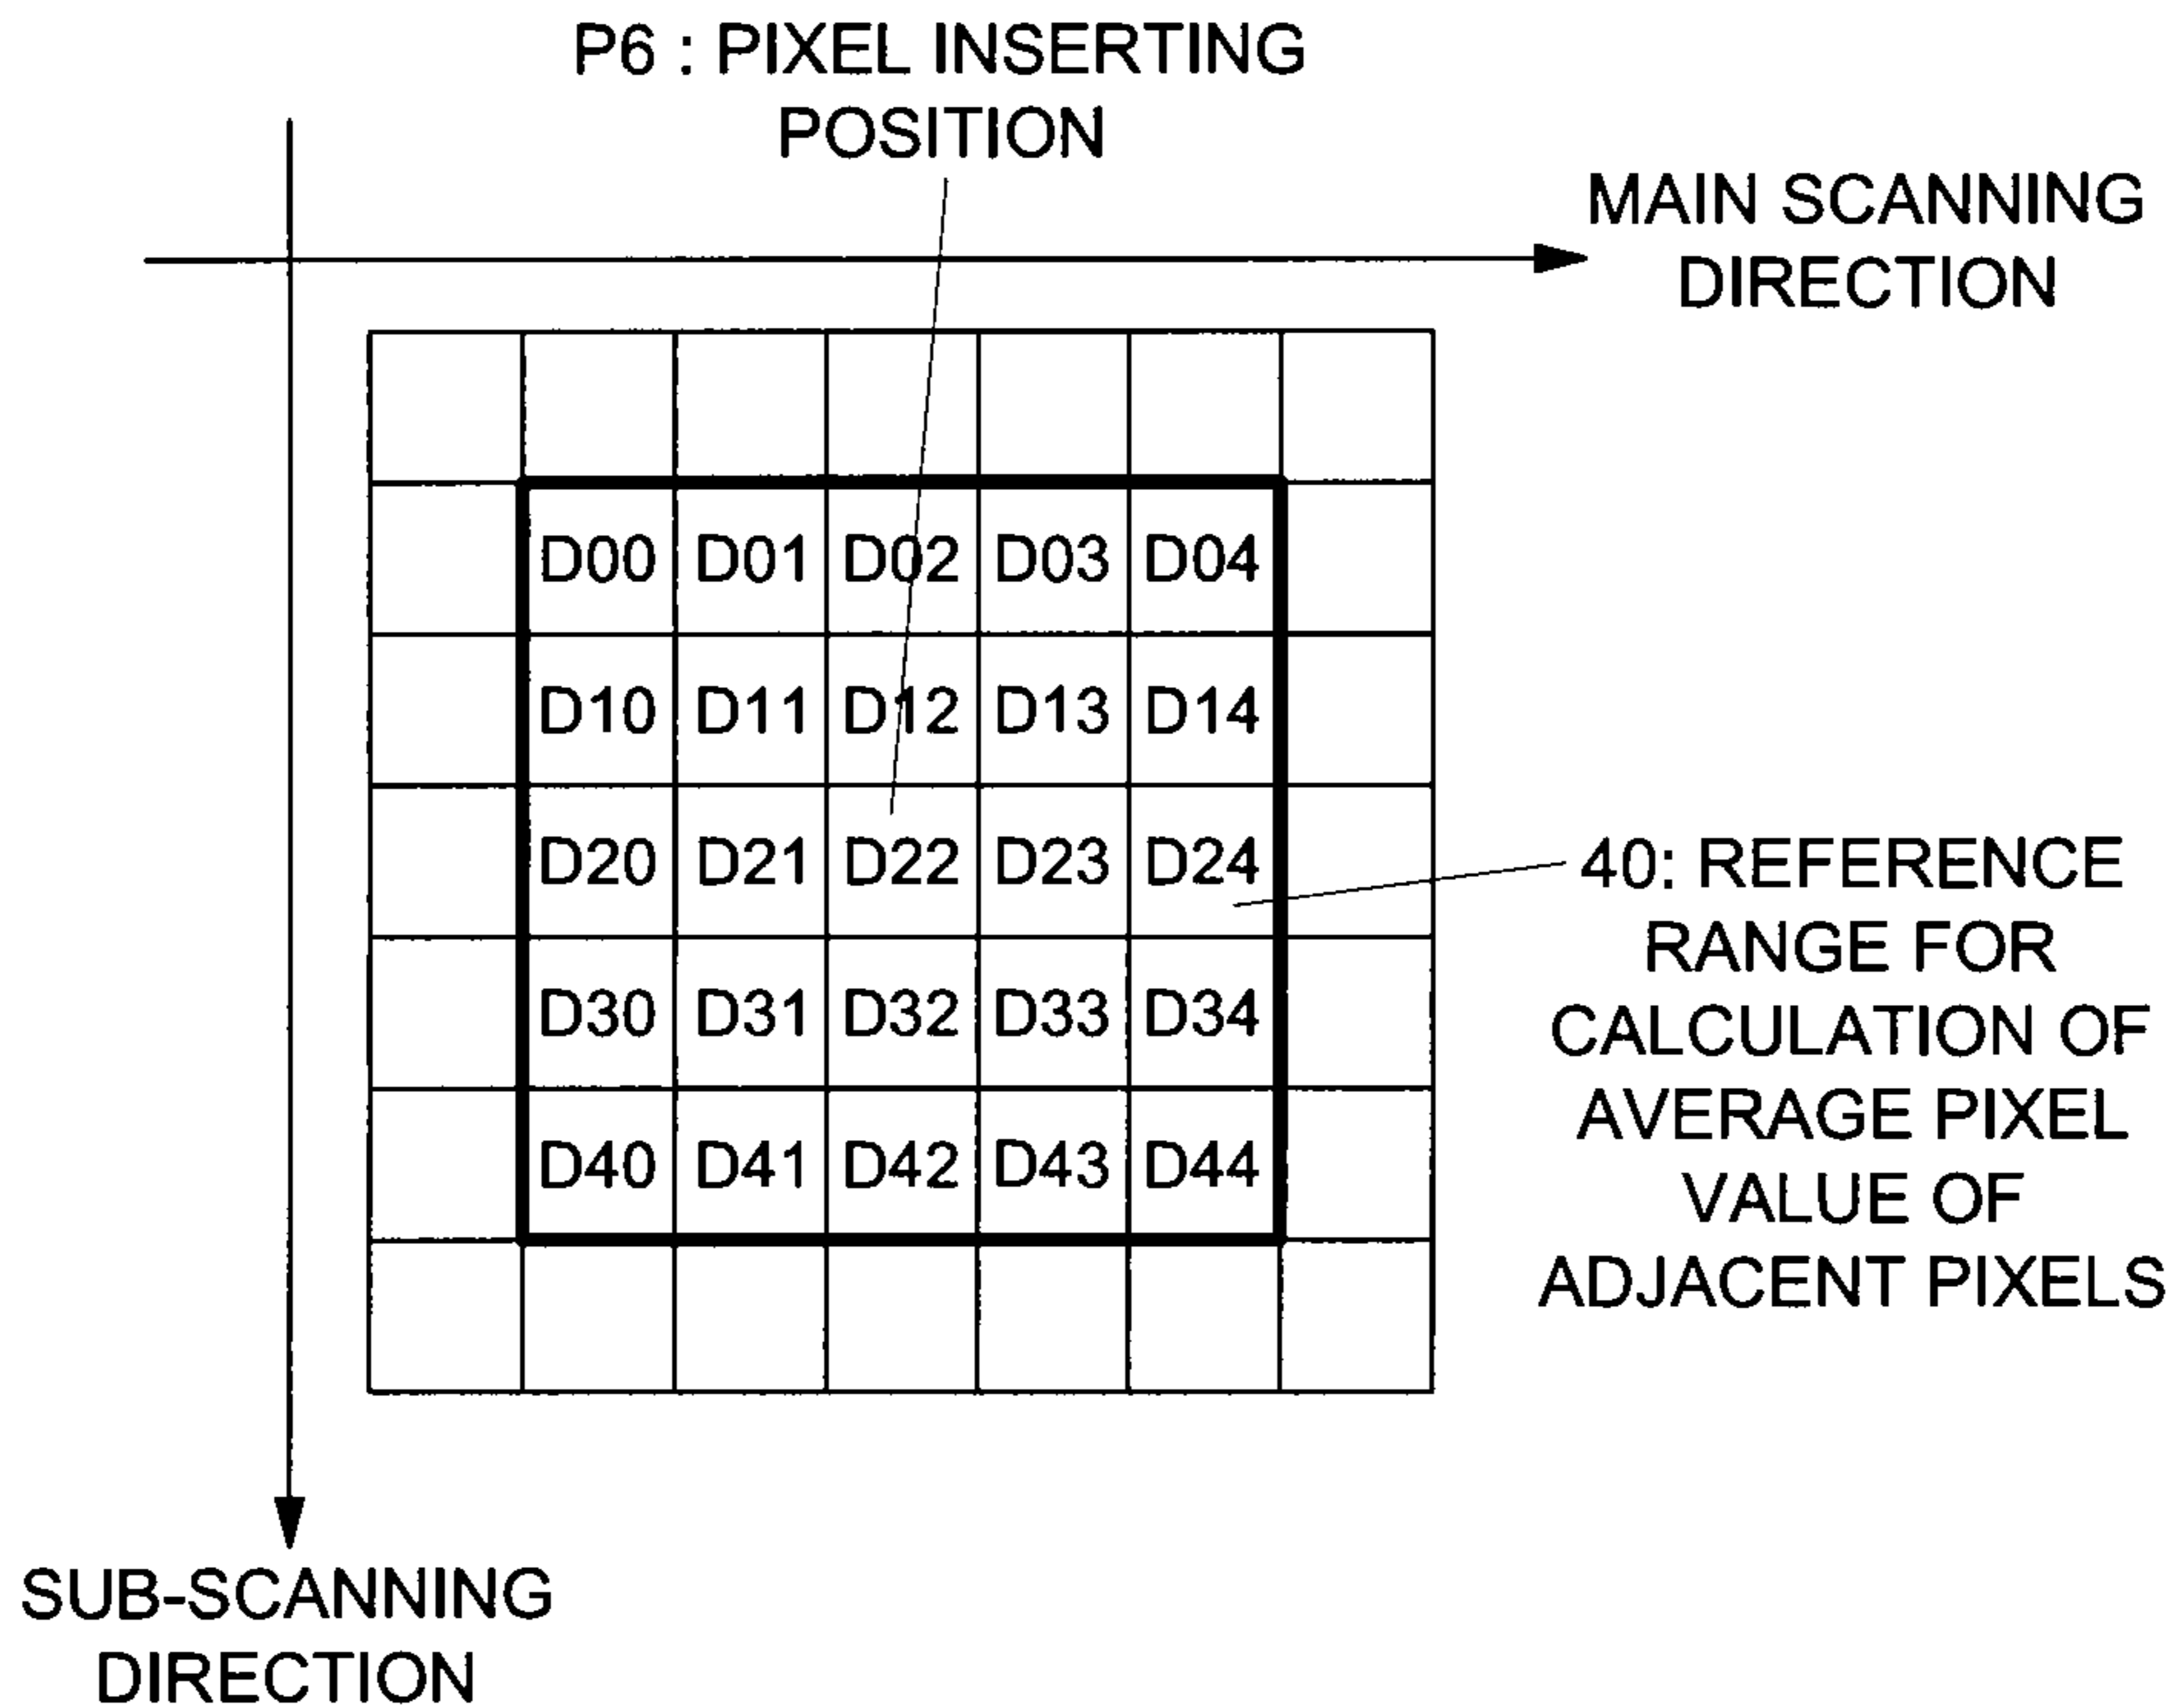 P6 : PIXEL INSERTING
POSITION
MAIN SCANNING
DIRECTION
D00 D01 D02 D03 D04
D10 D11 D12 D13 D14
D20 D21 D22 D23 D24
D30 D31 D32 D33 D34
D40 D41 D42 D43 D44
40: REFERENCE
RANGE FOR
CALCULATION OF
AVERAGE PIXEL
VALUE OF
ADJACENT PIXELS
SUB-SCANNING
DIRECTION